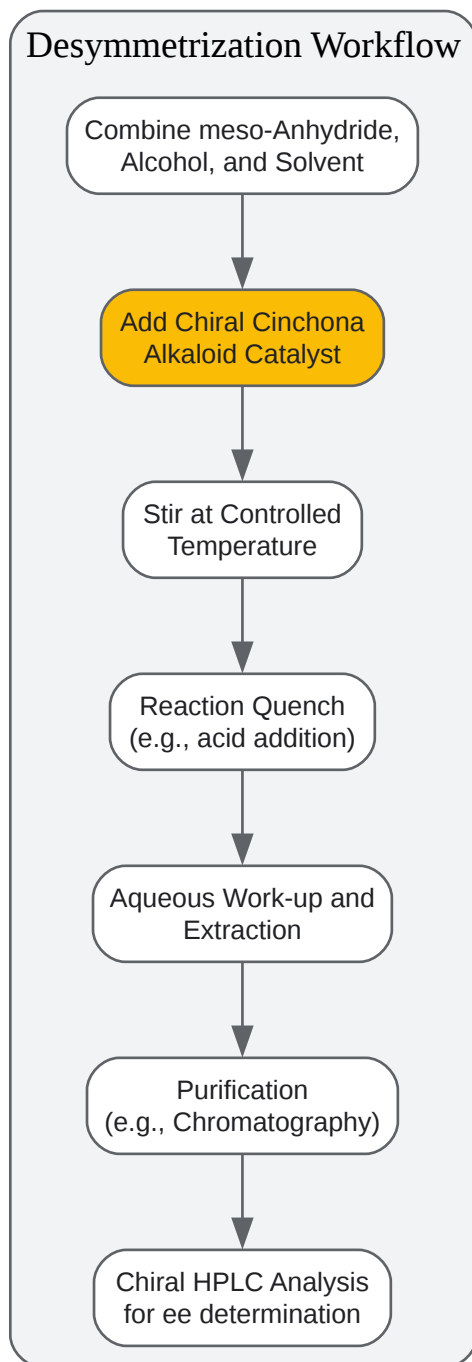 Desymmetrization Workflow
Combine meso-Anhydride,
Alcohol, and Solvent
Add Chiral Cinchona
Alkaloid Catalyst
Stir at Controlled
Temperature
Reaction Quench
(e.g., acid addition)
Aqueous Work-up and
Extraction
Purification
(e.g., Chromatography)
Chiral HPLC Analysis
for ee determination